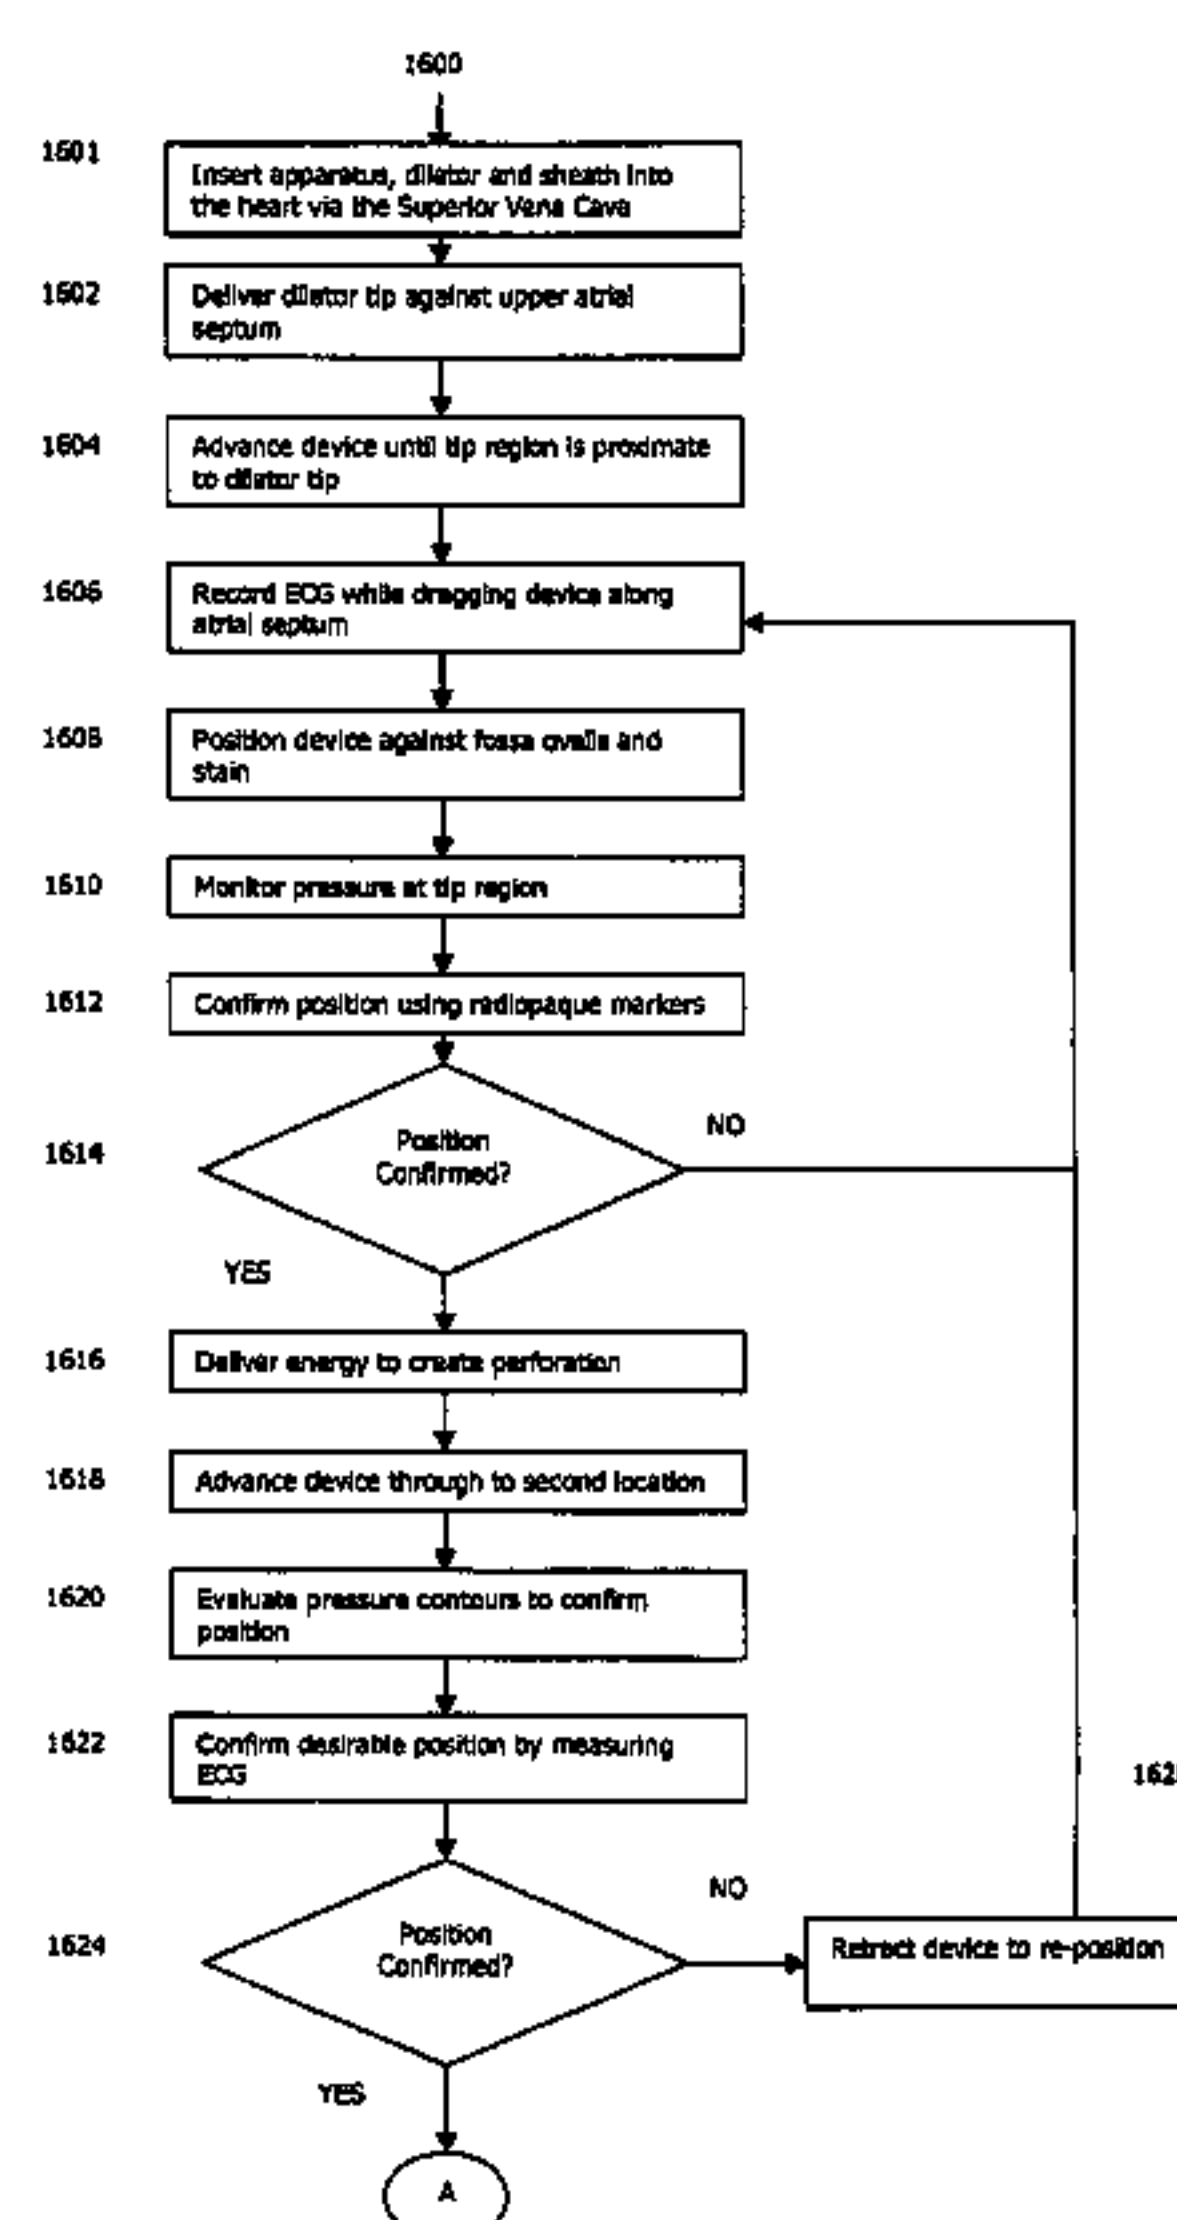 1600
1601
Insert apparatus, dilator and sheath into
the heart via the Superior Vena Cava
1602
Deliver dilator tip against upper atrial
septum
1604
Advance device until tip region is proximate
to dilator tip
1606
Record ECG while dragging device along
atrial septum
1608
Position device against fossa ovalis and
stain
1610
Monitor pressure at tip region
1612
Confirm position using radiopaque markers
1614
Position
Confirmed?
NO
YES
1616
Deliver energy to create perforation
1618
Advance device through to second location
1620
Evaluate pressure contours to confirm
position
1622
Confirm desirable position by measuring
ECG
1624
Position
Confirmed?
NO
Retract device to re-position
YES
A